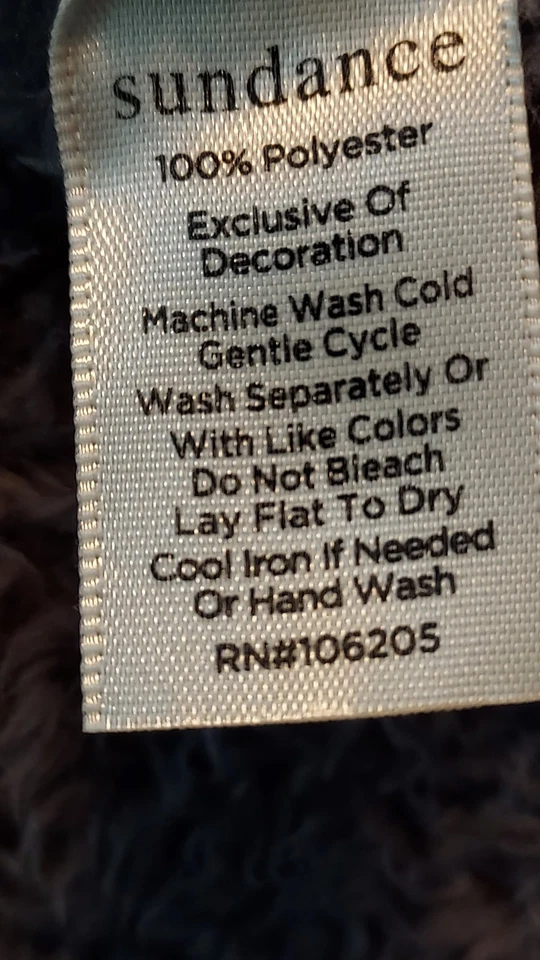 sundance
100% Polyester
Exclusive Of
Decoration
Machine Wash Cold
Gentle Cycle
Wash Separately Or
With Like Colors
Do Not Bleach
Lay Flat To Dry
Cool Iron If Needed
Or Hand Wash
RN#106205